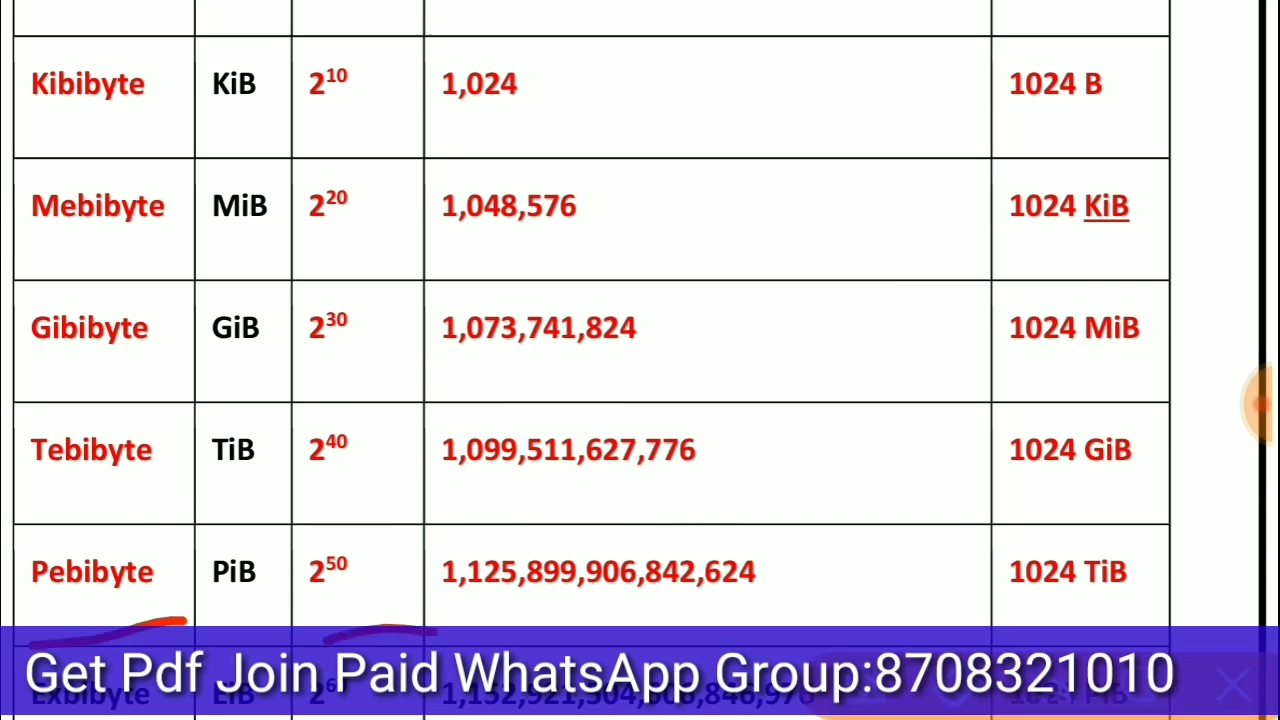 Kibibyte KiB 2¹⁰ 1,024 1024 B
Mebibyte MiB 2²⁰ 1,048,576 1024 KiB
Gibibyte GiB 2³⁰ 1,073,741,824 1024 MiB
Tebibyte TiB 2⁴⁰ 1,099,511,627,776 1024 GiB
Pebibyte PiB 2⁵⁰ 1,125,899,906,842,624 1024 TiB
Get Pdf Join Paid WhatsApp Group:8708321010
Exbibyte EiB